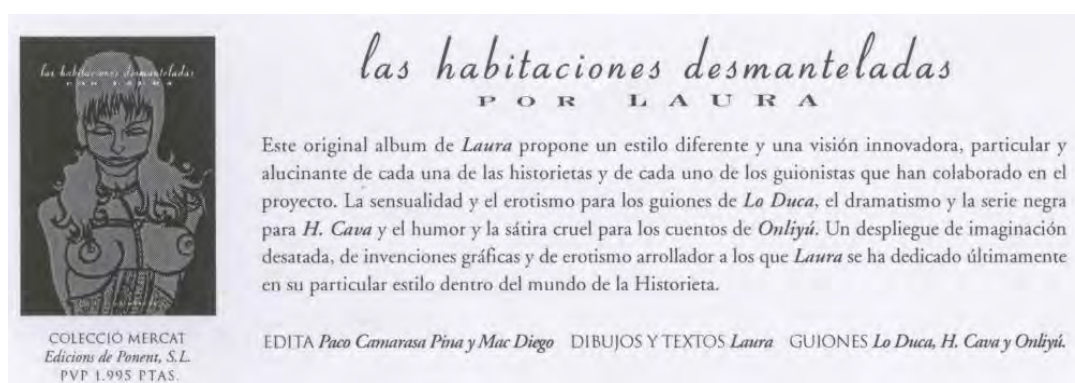 las habitaciones desmanteladas
POR LAURA
las habitaciones desmanteladas
POR LAURA
Este original album de Laura propone un estilo diferente y una visión innovadora, particular y
alucinante de cada una de las historietas y de cada uno de los guionistas que han colaborado en el
proyecto. La sensualidad y el erotismo para los guiones de Lo Duca, el dramatismo y la serie negra
para H. Cava y el humor y la sátira cruel para los cuentos de Onliyú. Un despliegue de imaginación
desatada, de invenciones gráficas y de erotismo arrollador a los que Laura se ha dedicado últimamente
en su particular estilo dentro del mundo de la Historieta.
COLECCIÓ MERCAT
Edicions de Ponent, S.L.
PVP 1.995 PTAS.
EDITA Paco Camarasa Pina y Mac Diego DIBUJOS Y TEXTOS Laura GUIONES Lo Duca, H. Cava y Onliyú.